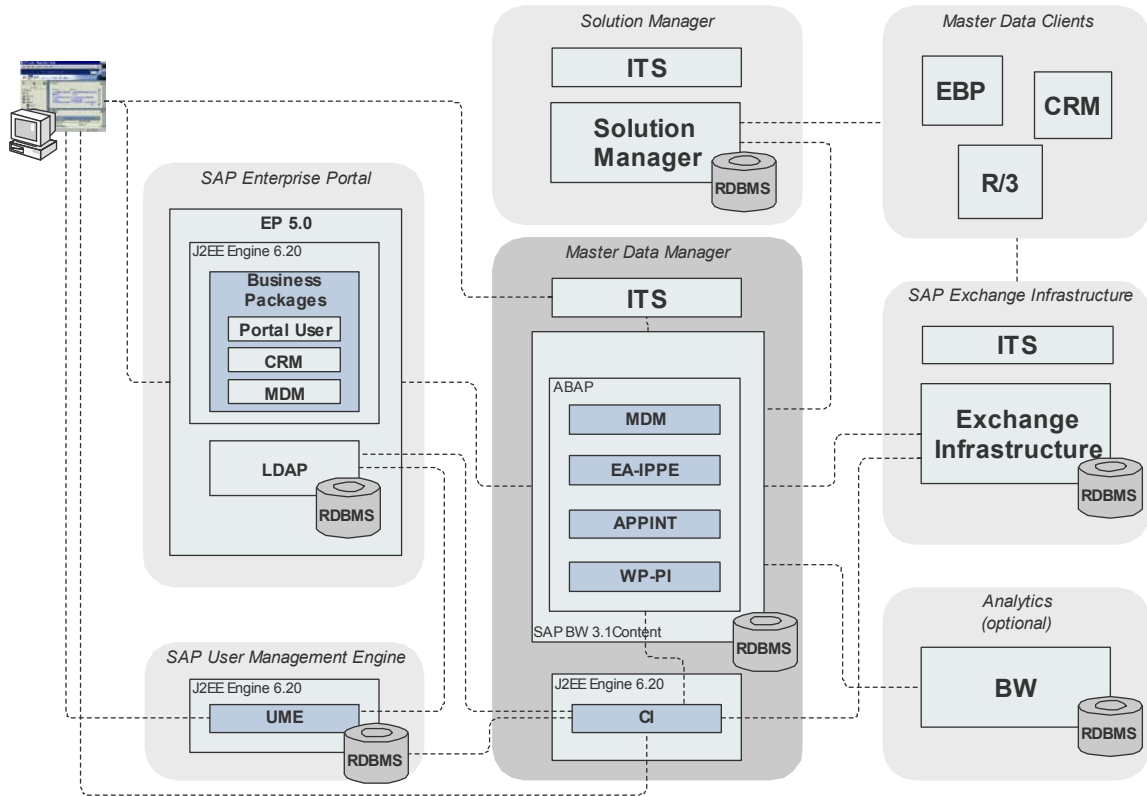 Solution Manager
ITS
Solution
Manager
RDBMS
Master Data Clients
EBP
CRM
R/3
SAP Enterprise Portal
EP 5.0
J2EE Engine 6.20
Business
Packages
Portal User
CRM
MDM
LDAP
RDBMS
Master Data Manager
ITS
ABAP
MDM
EA-IPPE
APPINT
WP-PI
SAP BW 3.1Content
RDBMS
J2EE Engine 6.20
CI
SAP Exchange Infrastructure
ITS
Exchange
Infrastructure
RDBMS
SAP User Management Engine
J2EE Engine 6.20
UME
RDBMS
Analytics
(optional)
BW
RDBMS